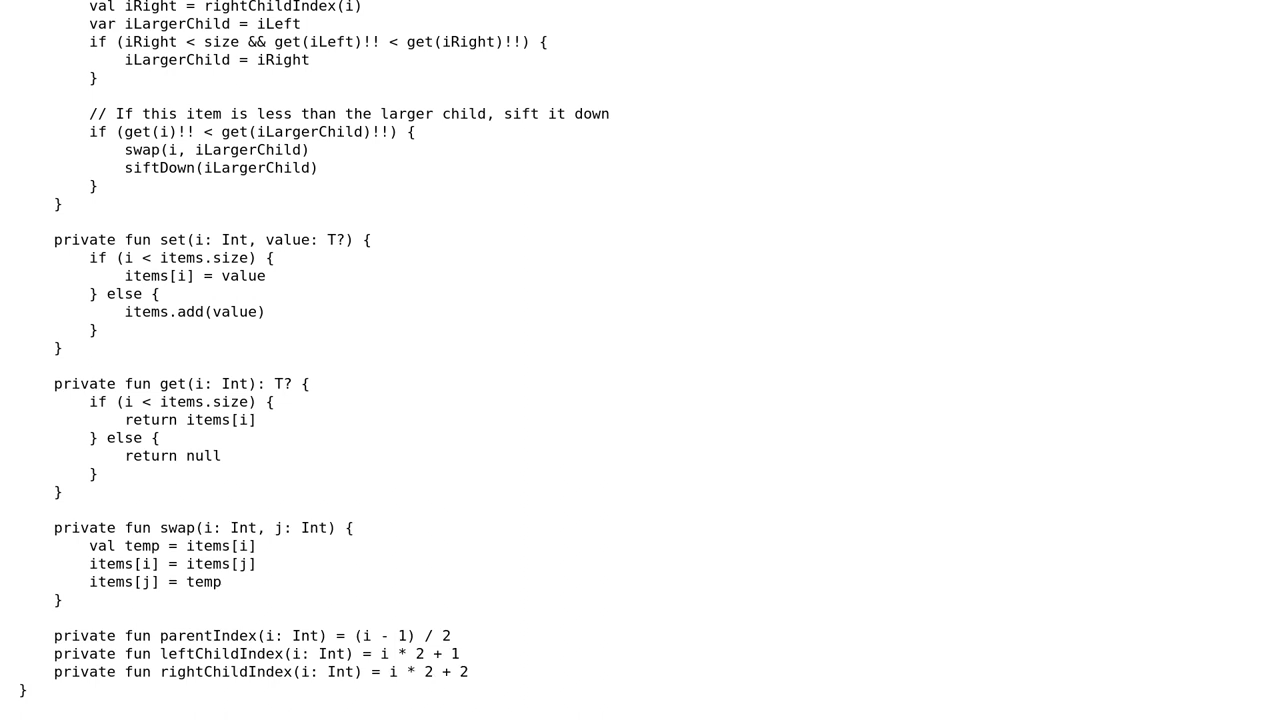 val iRight = rightChildIndex(i)
        var iLargerChild = iLeft
        if (iRight < size && get(iLeft)!! < get(iRight)!!) {
            iLargerChild = iRight
        }

        // If this item is less than the larger child, sift it down
        if (get(i)!! < get(iLargerChild)!!) {
            swap(i, iLargerChild)
            siftDown(iLargerChild)
        }
    }

    private fun set(i: Int, value: T?) {
        if (i < items.size) {
            items[i] = value
        } else {
            items.add(value)
        }
    }

    private fun get(i: Int): T? {
        if (i < items.size) {
            return items[i]
        } else {
            return null
        }
    }

    private fun swap(i: Int, j: Int) {
        val temp = items[i]
        items[i] = items[j]
        items[j] = temp
    }

    private fun parentIndex(i: Int) = (i - 1) / 2
    private fun leftChildIndex(i: Int) = i * 2 + 1
    private fun rightChildIndex(i: Int) = i * 2 + 2
}